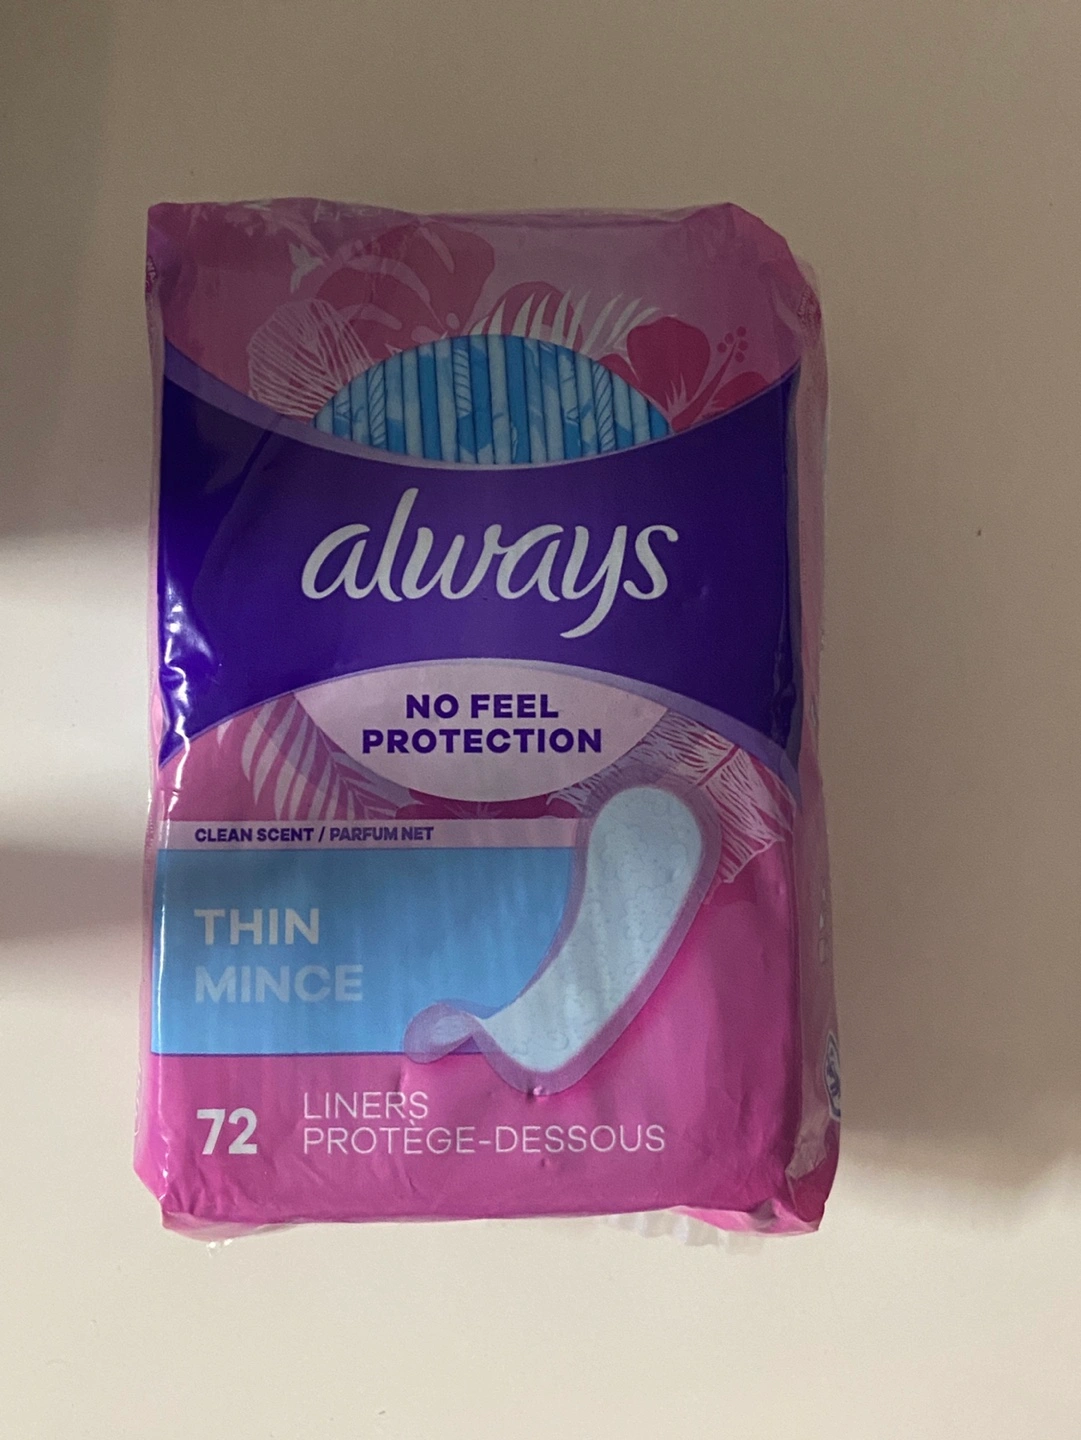 always
NO FEEL
PROTECTION
CLEAN SCENT / PARFUM NET
THIN
MINCE
72
LINERS
PROTÈGE-DESSOUS